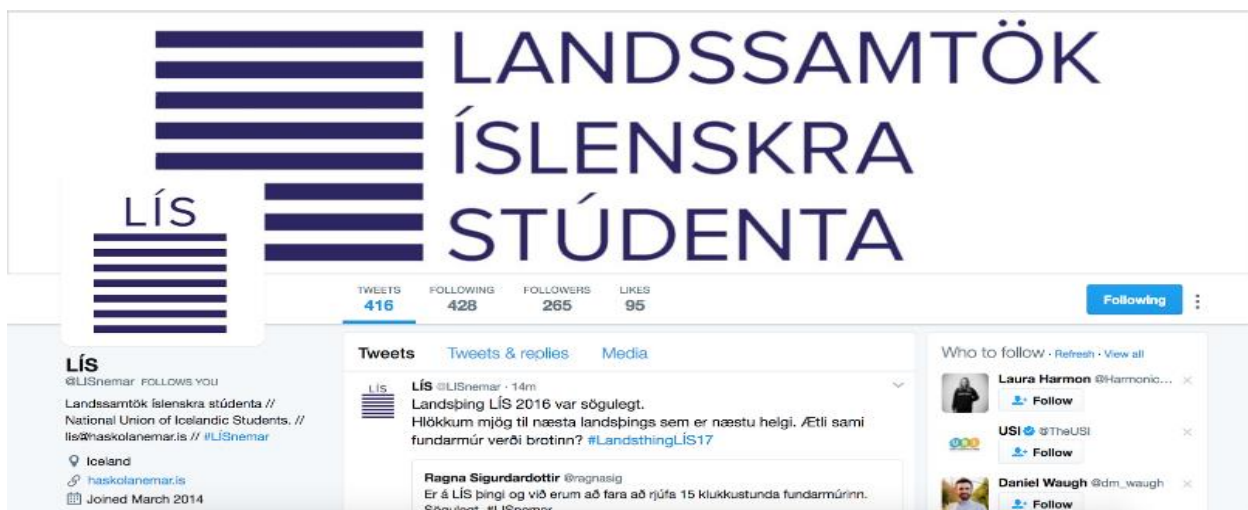 LANDSSAMTÖK
ÍSLENSKRA
STÚDENTA
LÍS
TWEETS FOLLOWING FOLLOWERS LIKES
416 428 265 95
Following
LÍS
@LISnemar FOLLOWS YOU
Landssamtök íslenskra stúdenta //
National Union of Icelandic Students. //
lis@haskolanemar.is // #LÍSnemar
Iceland
haskolanemar.is
Joined March 2014
Tweets Tweets & replies Media
LÍS
LÍS @LISnemar · 14m
Landsþing LÍS 2016 var sögulegt.
Hlökkum mjög til næsta landsþings sem er næstu helgi. Ætli sami
fundarmúr verði brotinn? #LandsthingLÍS17
Ragna Sigurdardottir @ragnasig
Er á LÍS þingi og við erum að fara að rjúfa 15 klukkustunda fundarmúrinn.
Sögulegt. #LISnemar
Who to follow · Refresh · View all
Laura Harmon @Harmonic...
Follow
USI @TheUSI
Follow
Daniel Waugh @dm_waugh
Follow